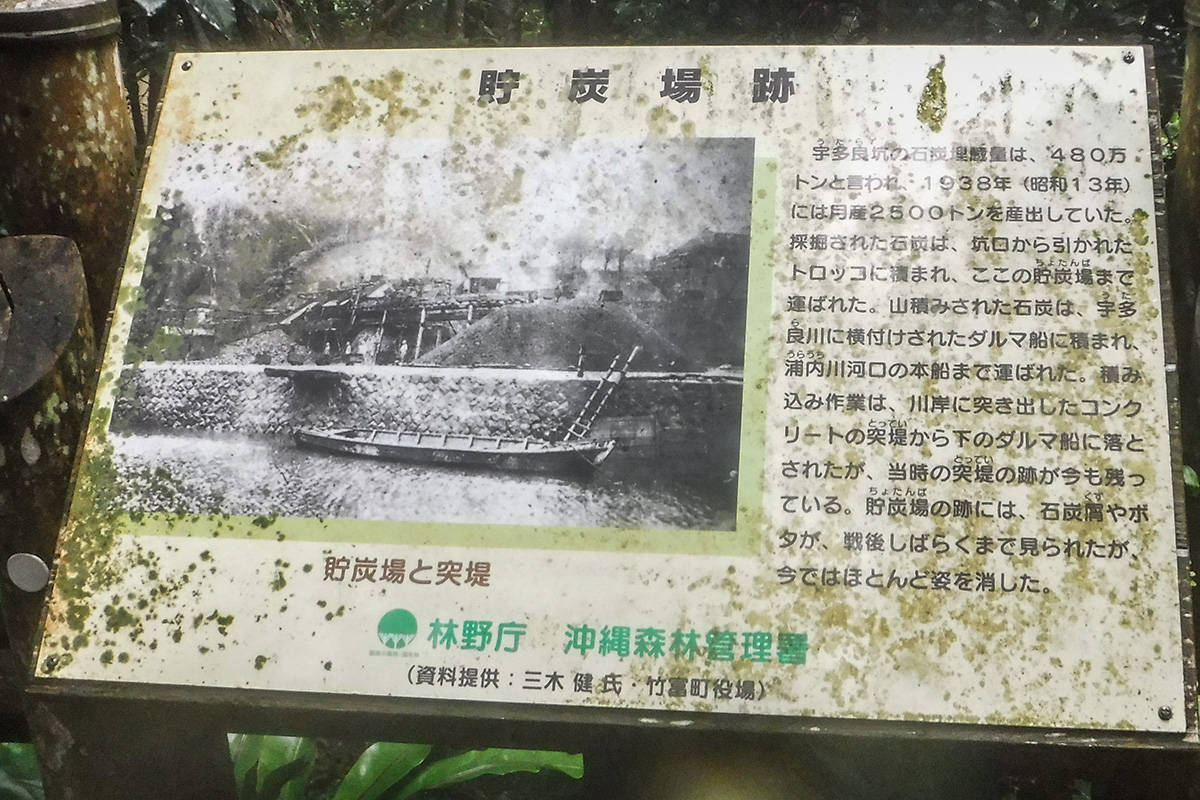 貯炭場跡
宇多良坑の石炭埋蔵量は、480万
トンと言われ、1938年（昭和13年）
には月産2500トンを産出していた。
採掘された石炭は、坑口から引かれた
トロッコに積まれ、ここの貯炭場まで
運ばれた。山積みされた石炭は、宇多
良川に横付けされたダルマ船に積まれ、
浦内川河口の本船まで運ばれた。積み
込み作業は、川岸に突き出したコンク
リートの突堤から下のダルマ船に落と
されたが、当時の突堤の跡が今も残っ
ている。貯炭場の跡には、石炭屑やボ
タが、戦後しばらくまで見られたが、
今ではほとんど姿を消した。
貯炭場と突堤
林野庁　沖縄森林管理署
（資料提供：三木 健 氏・竹富町役場）